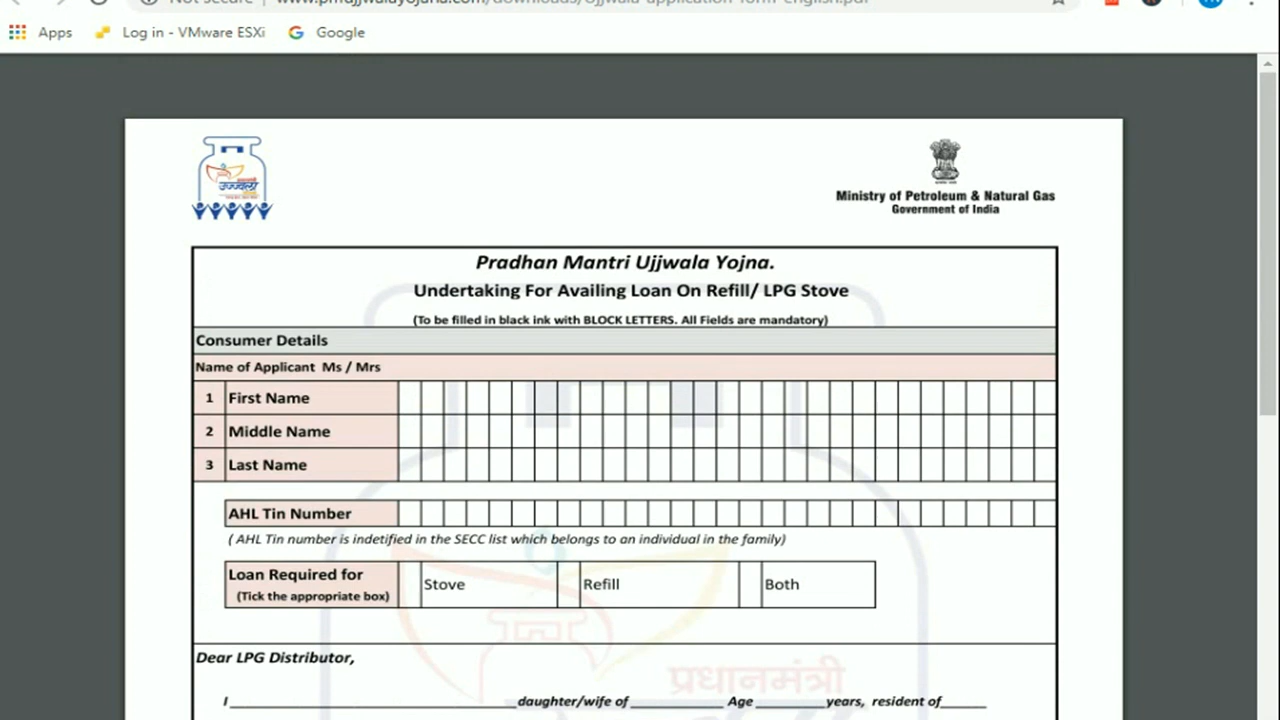 Not secure www.pmujjwalayojana.com/downloads/ujjwala-application-form-english.pdf
Apps Log in - VMware ESXi Google
उज्ज्वला
Ministry of Petroleum & Natural Gas
Government of India
Pradhan Mantri Ujjwala Yojna.
Undertaking For Availing Loan On Refill/ LPG Stove
(To be filled in black ink with BLOCK LETTERS. All Fields are mandatory)
Consumer Details
Name of Applicant Ms / Mrs
1 First Name
2 Middle Name
3 Last Name
AHL Tin Number
( AHL Tin number is indetified in the SECC list which belongs to an individual in the family)
Loan Required for Stove Refill Both
(Tick the appropriate box)
Dear LPG Distributor,
प्रधानमंत्री
I daughter/wife of Age years, resident of